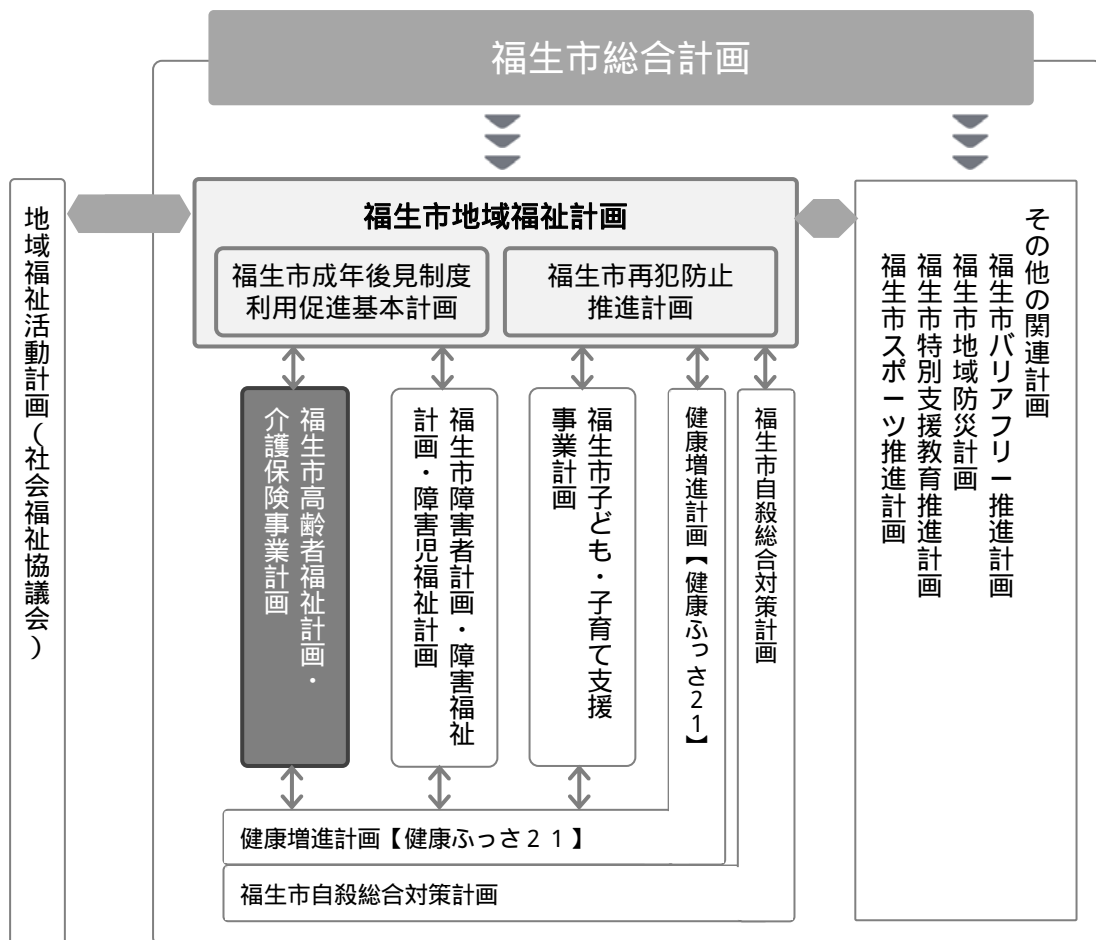 福生市総合計画
地域福祉活動計画(社会福祉協議会)
福生市地域福祉計画
福生市成年後見制度
利用促進基本計画
福生市再犯防止
推進計画
その他の関連計画
福生市バリアフリー推進計画
福生市地域防災計画
福生市特別支援教育推進計画
福生市スポーツ推進計画
福生市高齢者福祉計画・
介護保険事業計画
福生市障害者計画・障害福祉
計画・障害児福祉計画
福生市子ども・子育て支援
事業計画
健康増進計画【健康ふっさ21】
福生市自殺総合対策計画
健康増進計画【健康ふっさ21】
福生市自殺総合対策計画